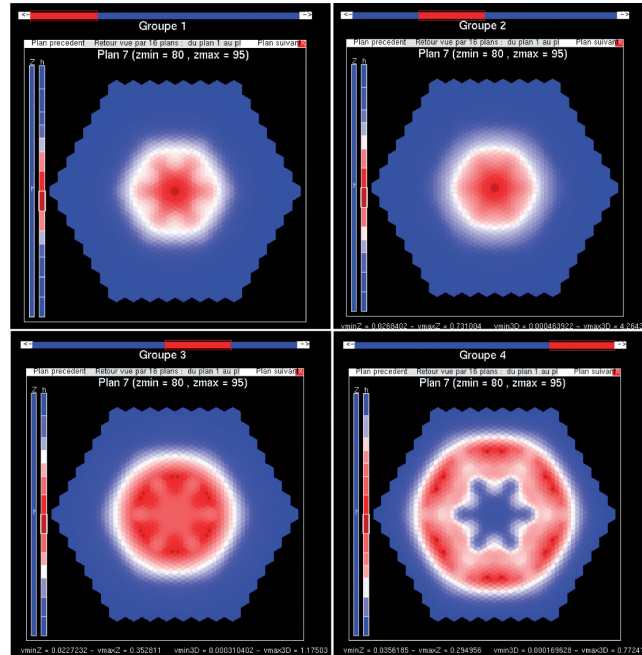 <- ->
Groupe 1
Plan precedent Retour vue par 16 plans : du plan 1 au pl Plan suivant X
Plan 7 (zmin = 80 , zmax = 95)
Z h
<- ->
Groupe 2
Plan precedent Retour vue par 16 plans : du plan 1 au pl Plan suivant X
Plan 7 (zmin = 80 , zmax = 95)
Z h
vminZ = 0.0268402 - vmaxZ = 0.731004 vmin3D = 0.000463922 - vmax3D = 4.2643
<- ->
Groupe 3
Plan precedent Retour vue par 16 plans : du plan 1 au pl Plan suivant X
Plan 7 (zmin = 80 , zmax = 95)
Z h
vminZ = 0.0227232 - vmaxZ = 0.352811 vmin3D = 0.000310402 - vmax3D = 1.17503
<- ->
Groupe 4
Plan precedent Retour vue par 16 plans : du plan 1 au pl Plan suivant X
Plan 7 (zmin = 80 , zmax = 95)
Z h
vminZ = 0.0356185 - vmaxZ = 0.294956 vmin3D = 0.000169628 - vmax3D = 0.7724